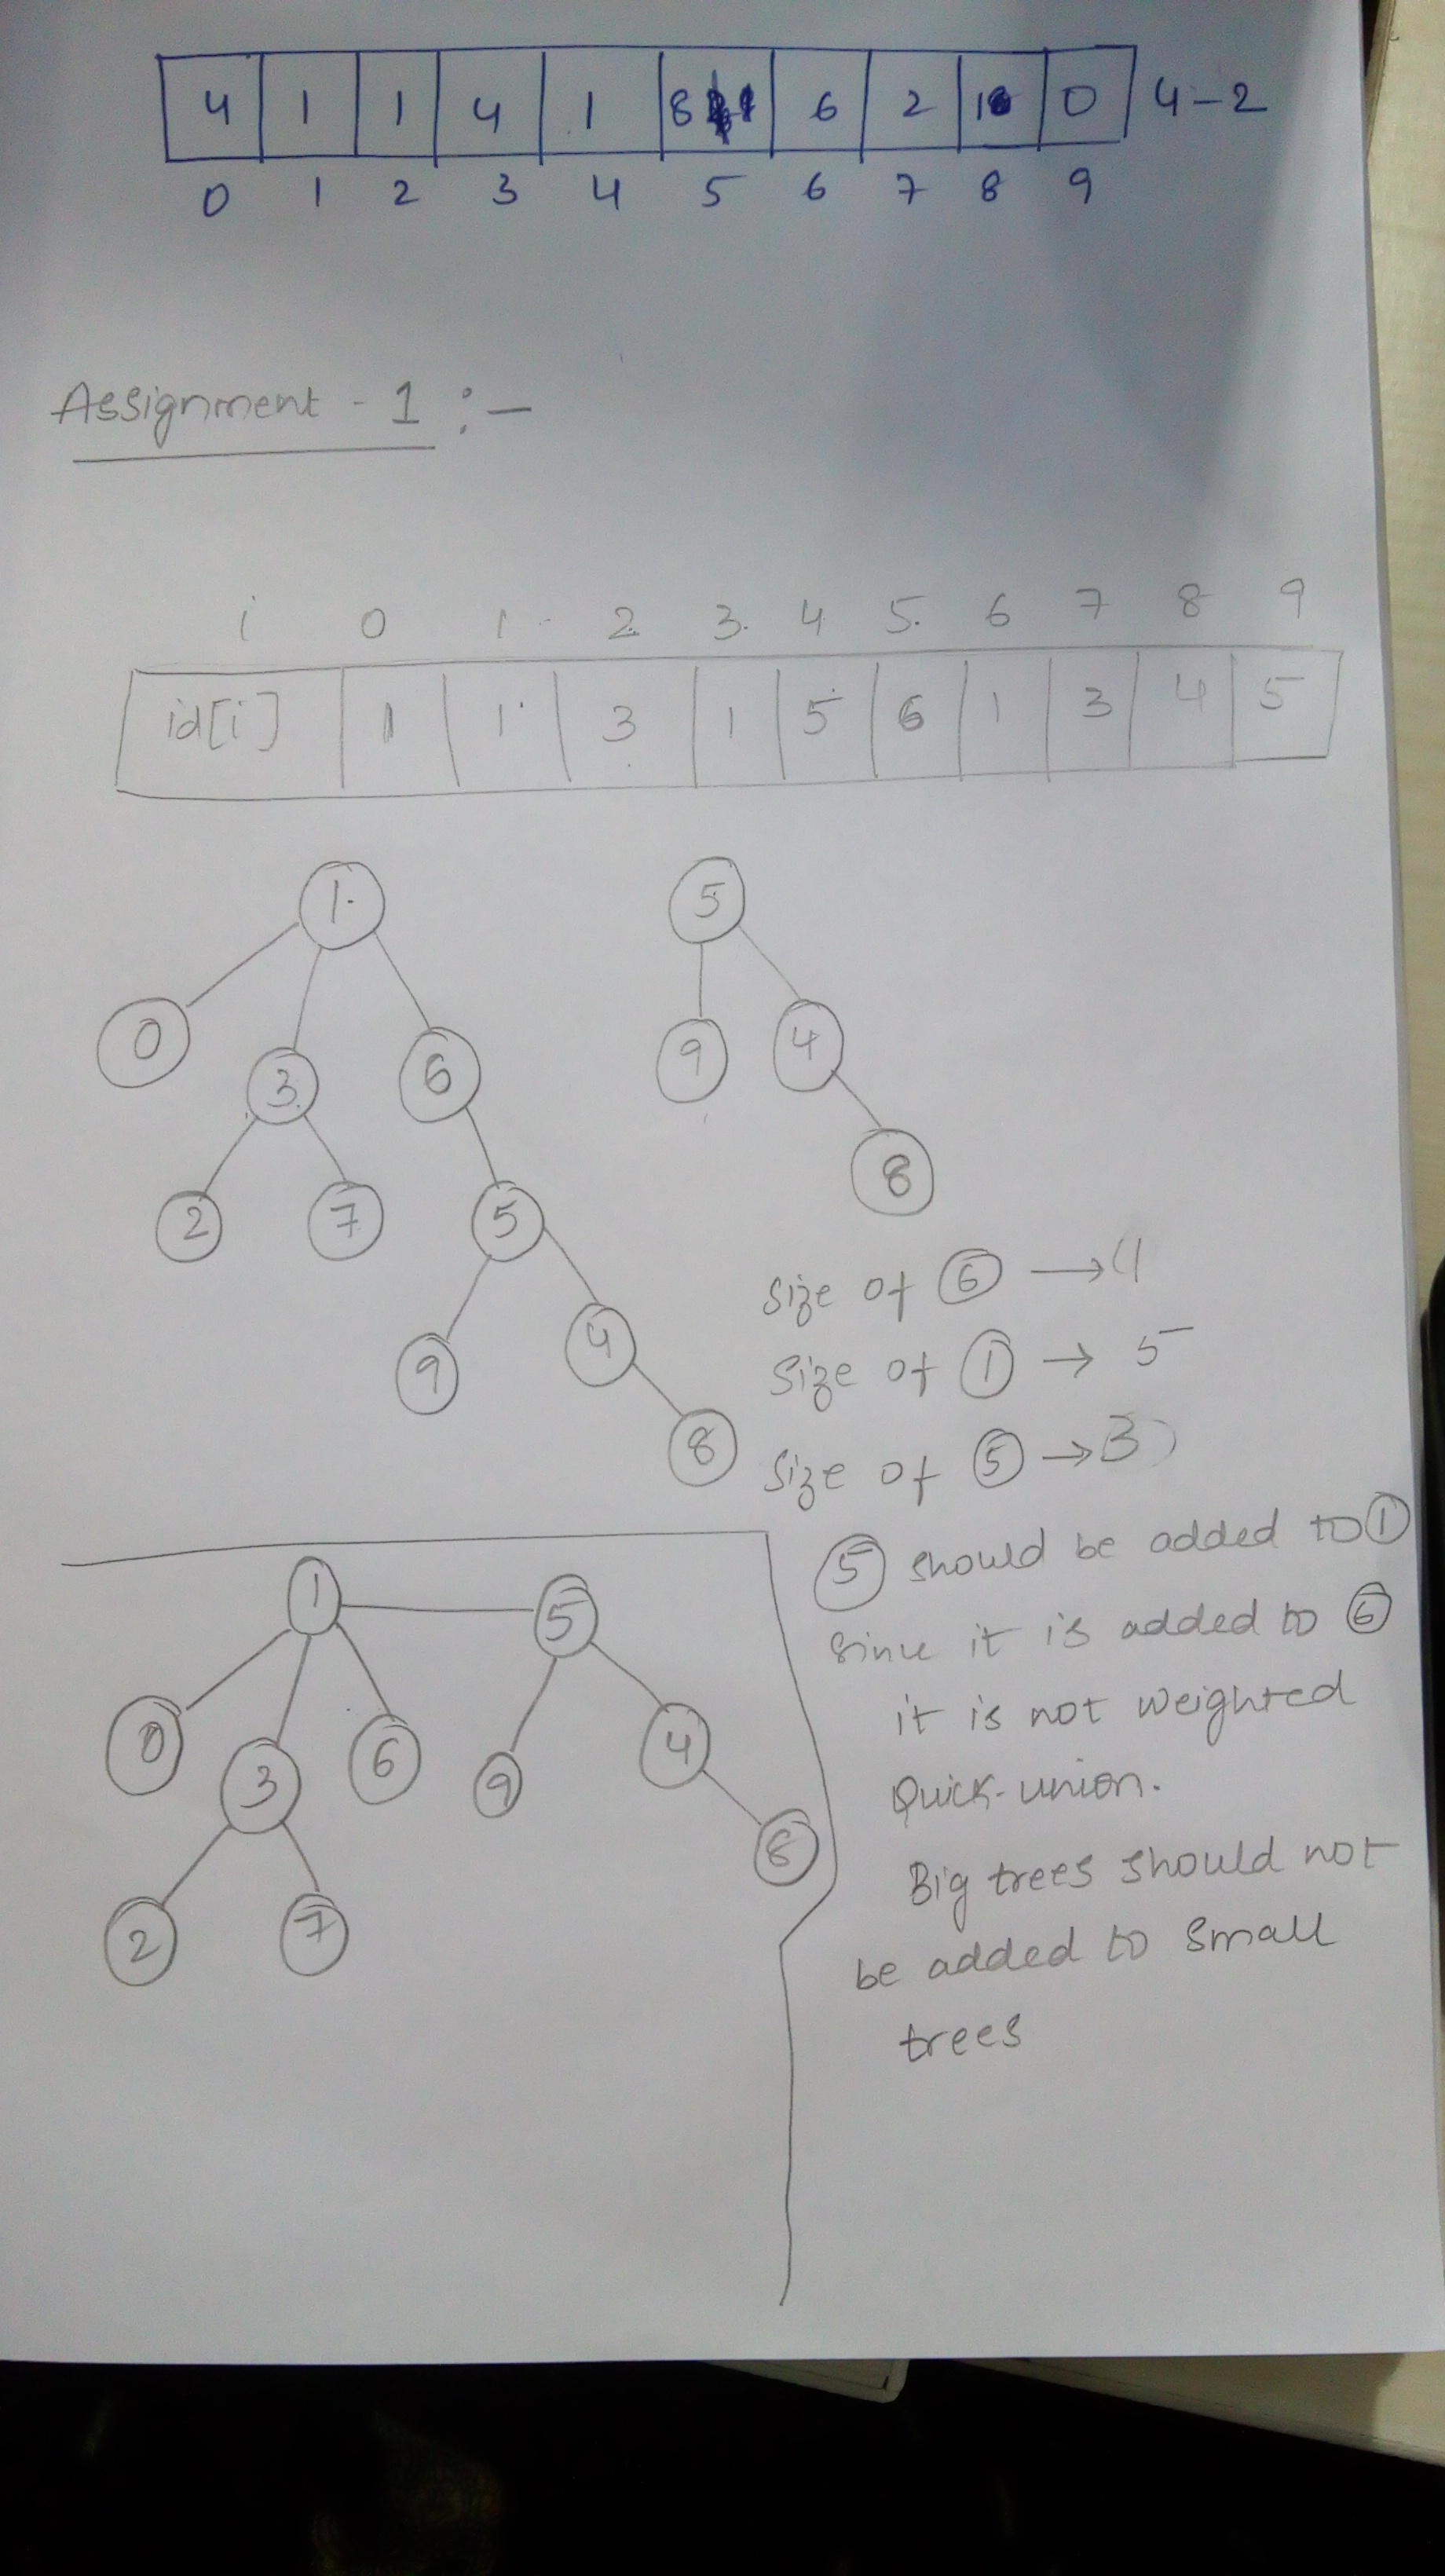 4 1 1 4 1 8 6 2 1 0 4-2
0 1 2 3 4 5 6 7 8 9
Assignment - 1 :-
i 0 1 2 3 4 5 6 7 8 9
id[i] 1 1 3 1 5 6 1 3 4 5
1 5
0 3 6 9 4
2 7 5 8
9 4 8
Size of 6 →
Size of 1 → 5
Size of 5 → 3
1 5
0 3 6 9 4
2 7 8
5 should be added to 1
since it is added to 6
it is not weighted
Quick-union.
Big trees should not
be added to small
trees